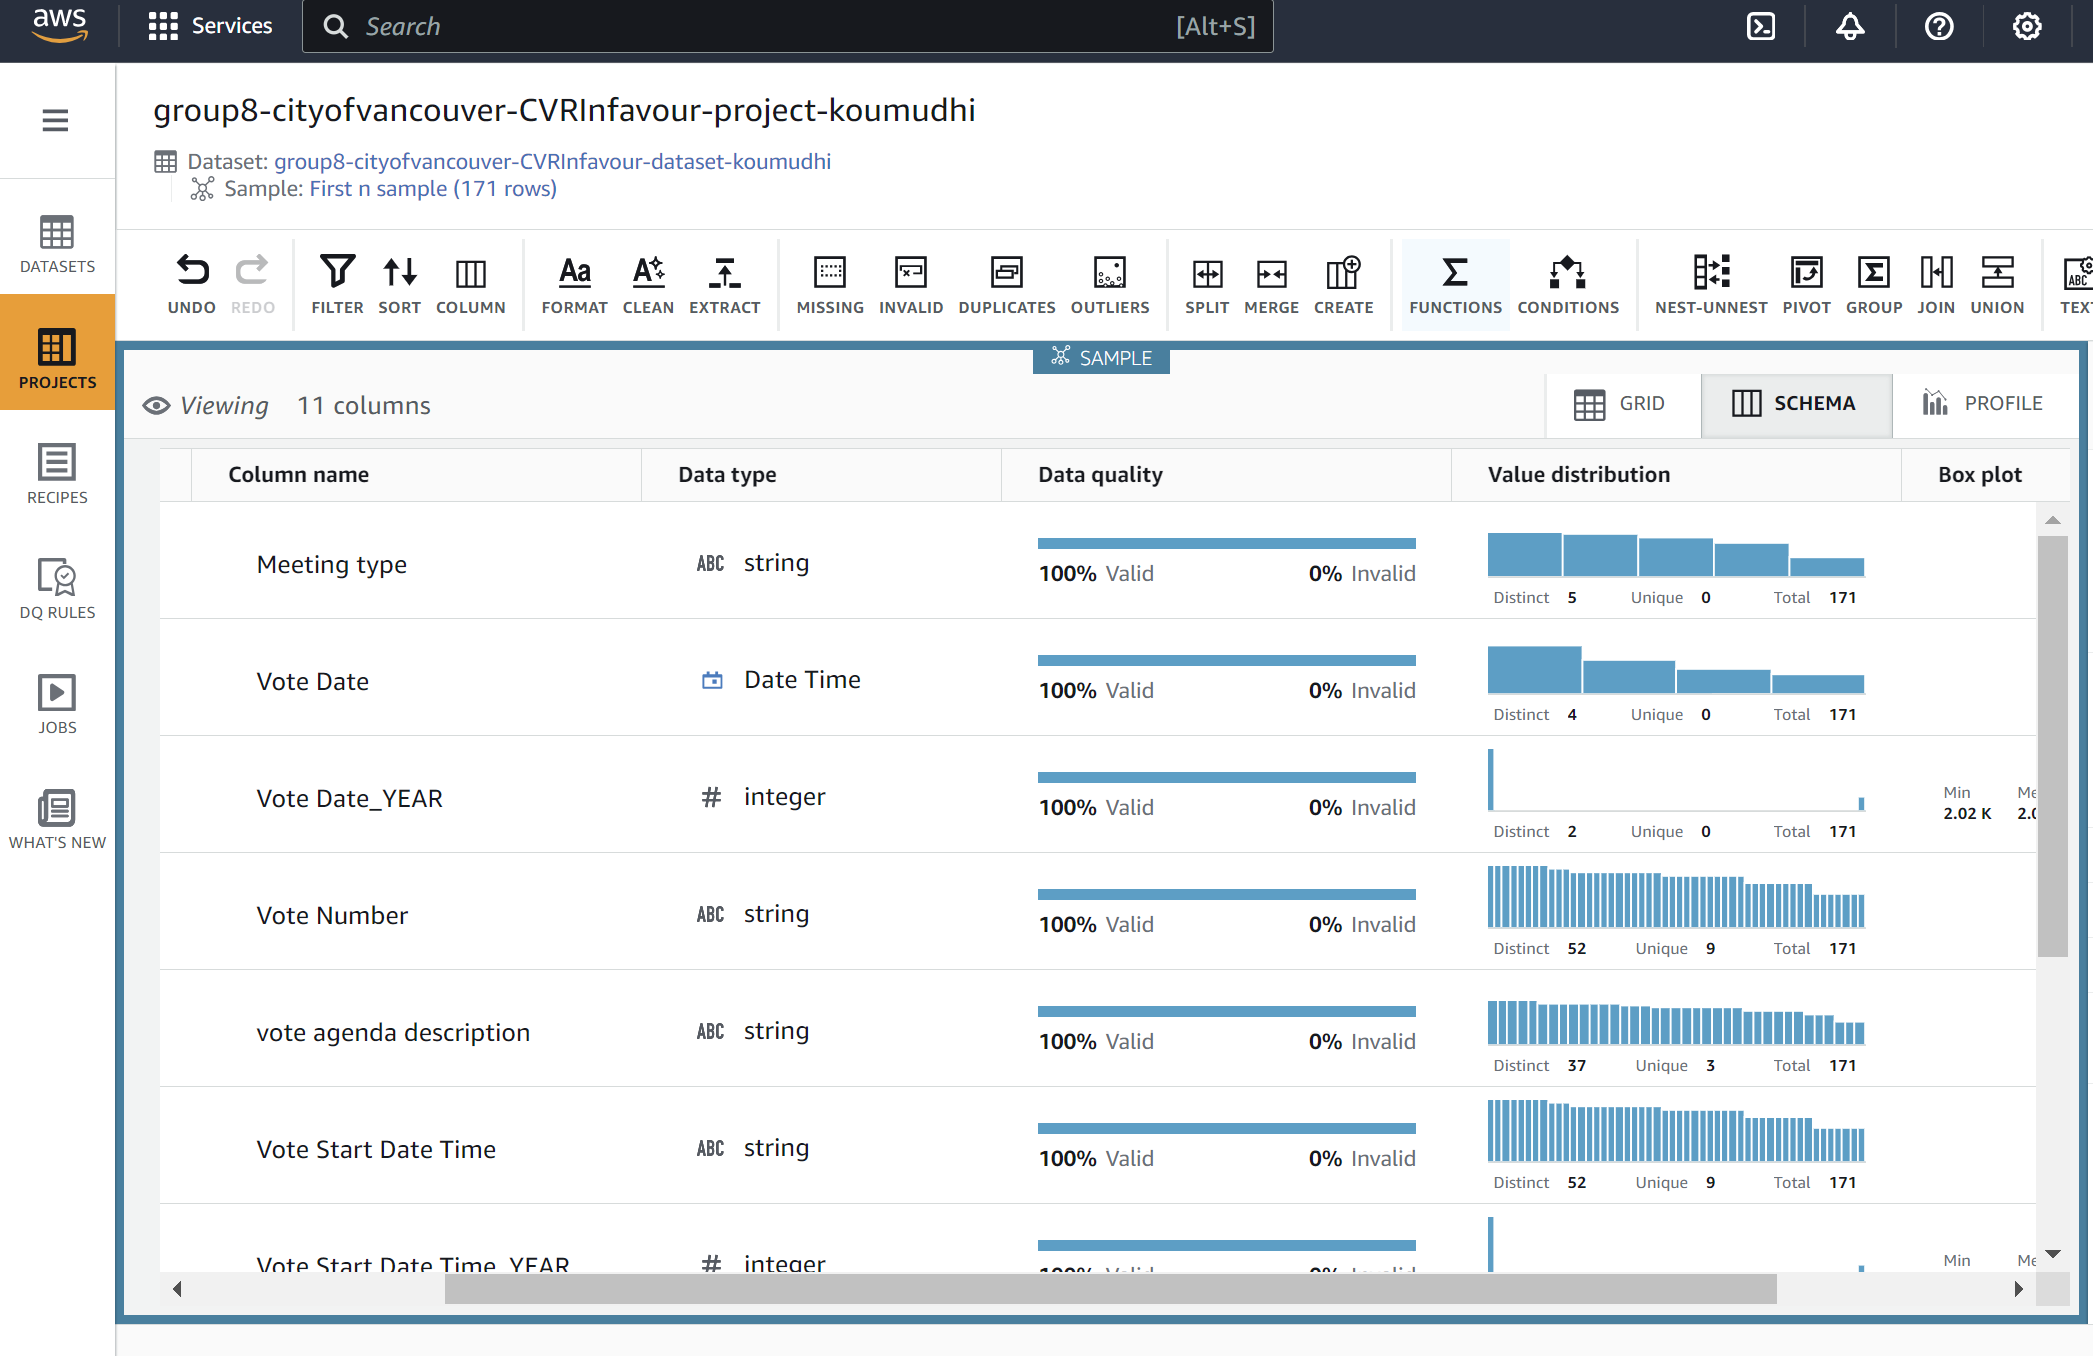 aws Services Search [Alt+S]
group8-cityofvancouver-CVRInfavour-project-koumudhi
Dataset: group8-cityofvancouver-CVRInfavour-dataset-koumudhi
Sample: First n sample (171 rows)
UNDO REDO FILTER SORT COLUMN FORMAT CLEAN EXTRACT MISSING INVALID DUPLICATES OUTLIERS SPLIT MERGE CREATE FUNCTIONS CONDITIONS NEST-UNNEST PIVOT GROUP JOIN UNION
DATASETS
PROJECTS
RECIPES
DQ RULES
JOBS
WHAT'S NEW
SAMPLE
Viewing 11 columns GRID SCHEMA PROFILE
Column name Data type Data quality Value distribution Box plot
Meeting type ABC string 100% Valid 0% Invalid
Distinct 5 Unique 0 Total 171
Vote Date Date Time 100% Valid 0% Invalid
Distinct 4 Unique 0 Total 171
Vote Date_YEAR # integer 100% Valid 0% Invalid Min
2.02 K
Distinct 2 Unique 0 Total 171
Vote Number ABC string 100% Valid 0% Invalid
Distinct 52 Unique 9 Total 171
vote agenda description ABC string 100% Valid 0% Invalid
Distinct 37 Unique 3 Total 171
Vote Start Date Time ABC string 100% Valid 0% Invalid
Distinct 52 Unique 9 Total 171
Vote Start Date Time_YEAR # integer Min